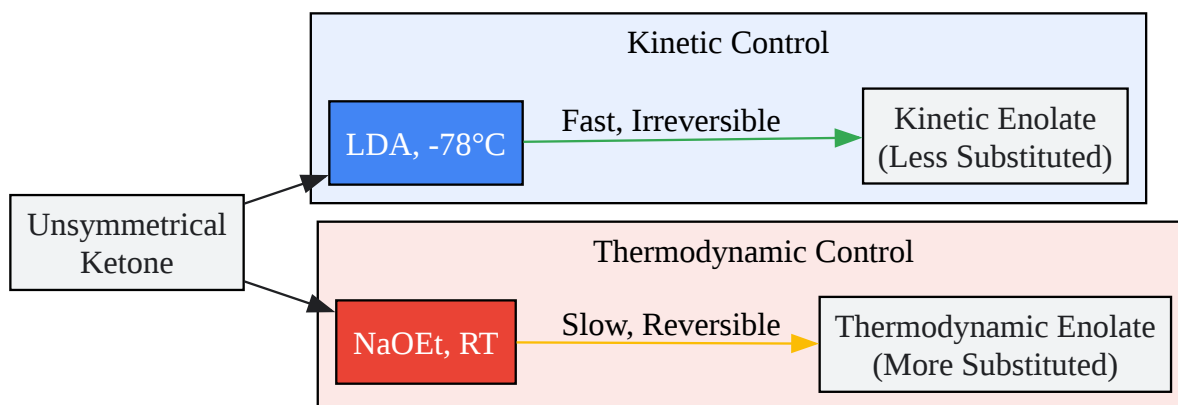 Kinetic Control
LDA, -78°C
Fast, Irreversible
Kinetic Enolate
(Less Substituted)
Unsymmetrical
Ketone
Thermodynamic Control
NaOEt, RT
Slow, Reversible
Thermodynamic Enolate
(More Substituted)